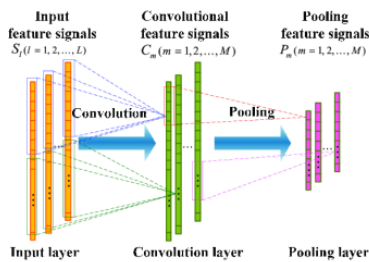 Input
feature signals
S_l(l=1,2,...,L)
Convolutional
feature signals
C_m(m=1,2,...,M)
Pooling
feature signals
P_m(m=1,2,...,M)
Convolution
Pooling
...
...
...
Input layer
Convolution layer
Pooling layer